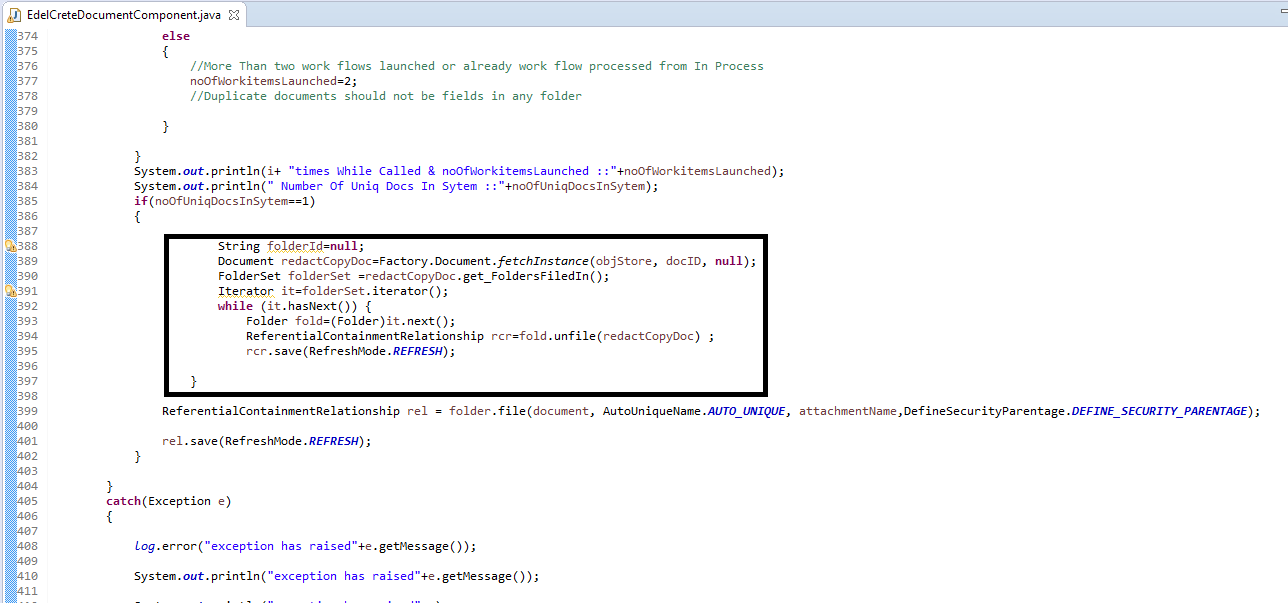 EdelCreteDocumentComponent.java
374 else
375 {
376 //More Than two work flows launched or already work flow processed from In Process
377 noOfWorkitemsLaunched=2;
378 //Duplicate documents should not be fields in any folder
379
380 }
381
382 }
383 System.out.println(i+ "times While Called & noOfWorkitemsLaunched ::"+noOfWorkitemsLaunched);
384 System.out.println(" Number Of Uniq Docs In Sytem ::"+noOfUniqDocsInSytem);
385 if(noOfUniqDocsInSytem==1)
386 {
387
388 String folderId=null;
389 Document redactCopyDoc=Factory.Document.fetchInstance(objStore, docID, null);
390 FolderSet folderSet =redactCopyDoc.get_FoldersFiledIn();
391 Iterator it=folderSet.iterator();
392 while (it.hasNext()) {
393 Folder fold=(Folder)it.next();
394 ReferentialContainmentRelationship rcr=fold.unfile(redactCopyDoc) ;
395 rcr.save(RefreshMode.REFRESH);
396
397 }
398
399 ReferentialContainmentRelationship rel = folder.file(document, AutoUniqueName.AUTO_UNIQUE, attachmentName,DefineSecurityParentage.DEFINE_SECURITY_PARENTAGE);
400
401 rel.save(RefreshMode.REFRESH);
402 }
403
404 }
405 catch(Exception e)
406 {
407
408 log.error("exception has raised"+e.getMessage());
409
410 System.out.println("exception has raised"+e.getMessage());
411